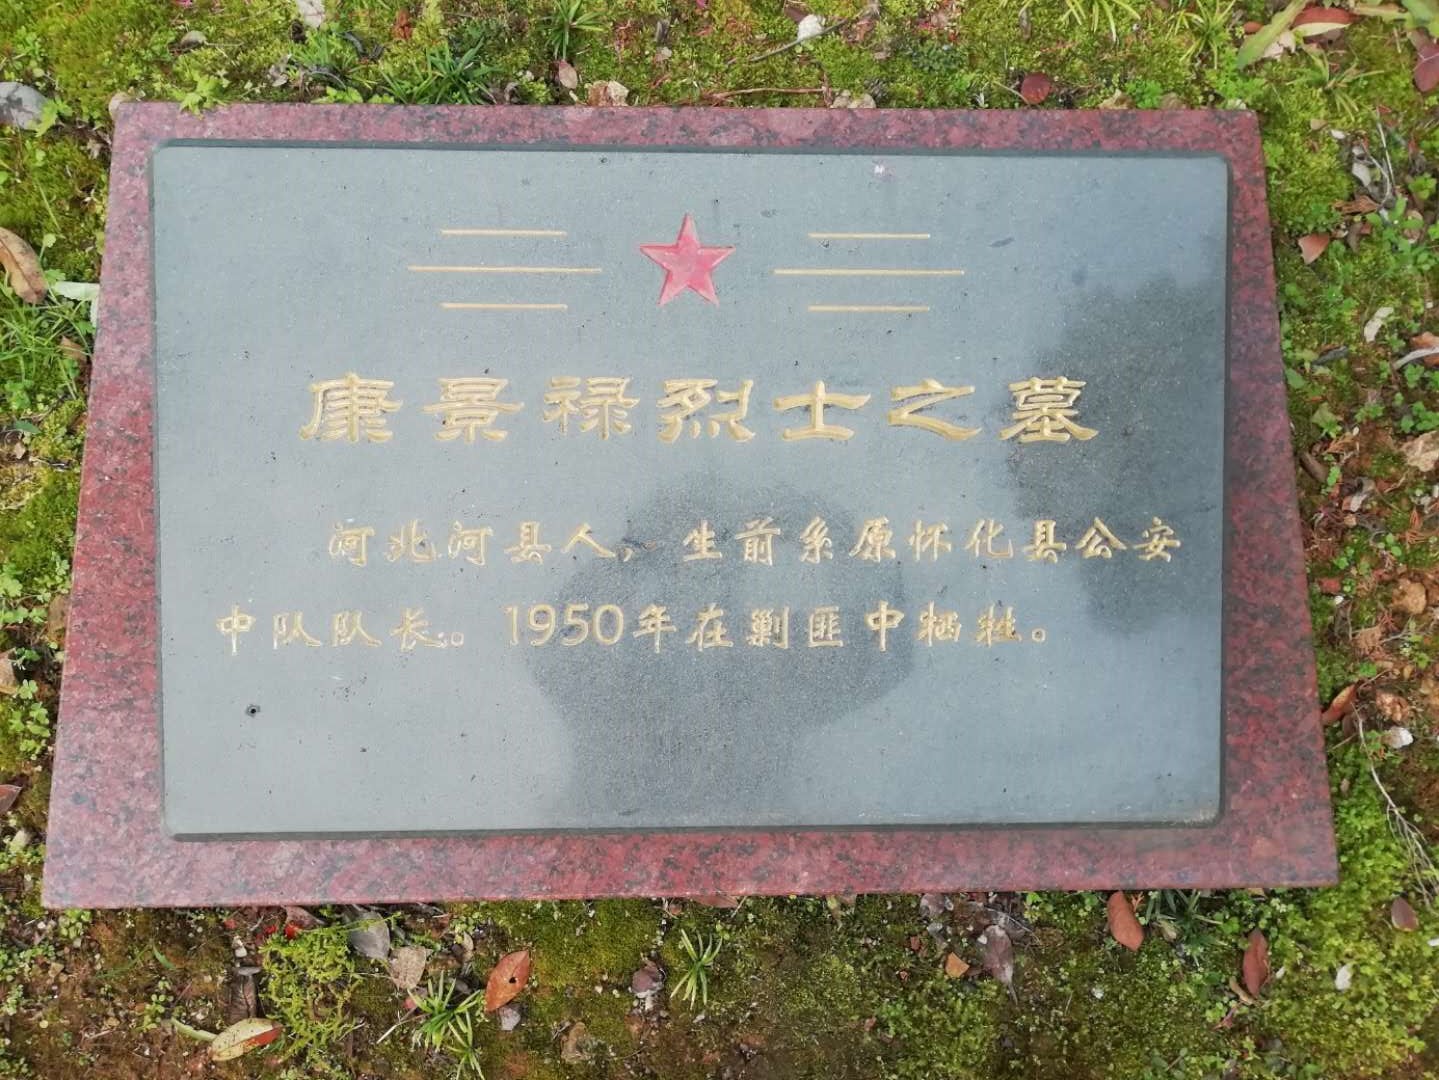 康景禄烈士之墓
河北河县人，生前系原怀化县公安
中队队长。1950年在剿匪中牺牲。